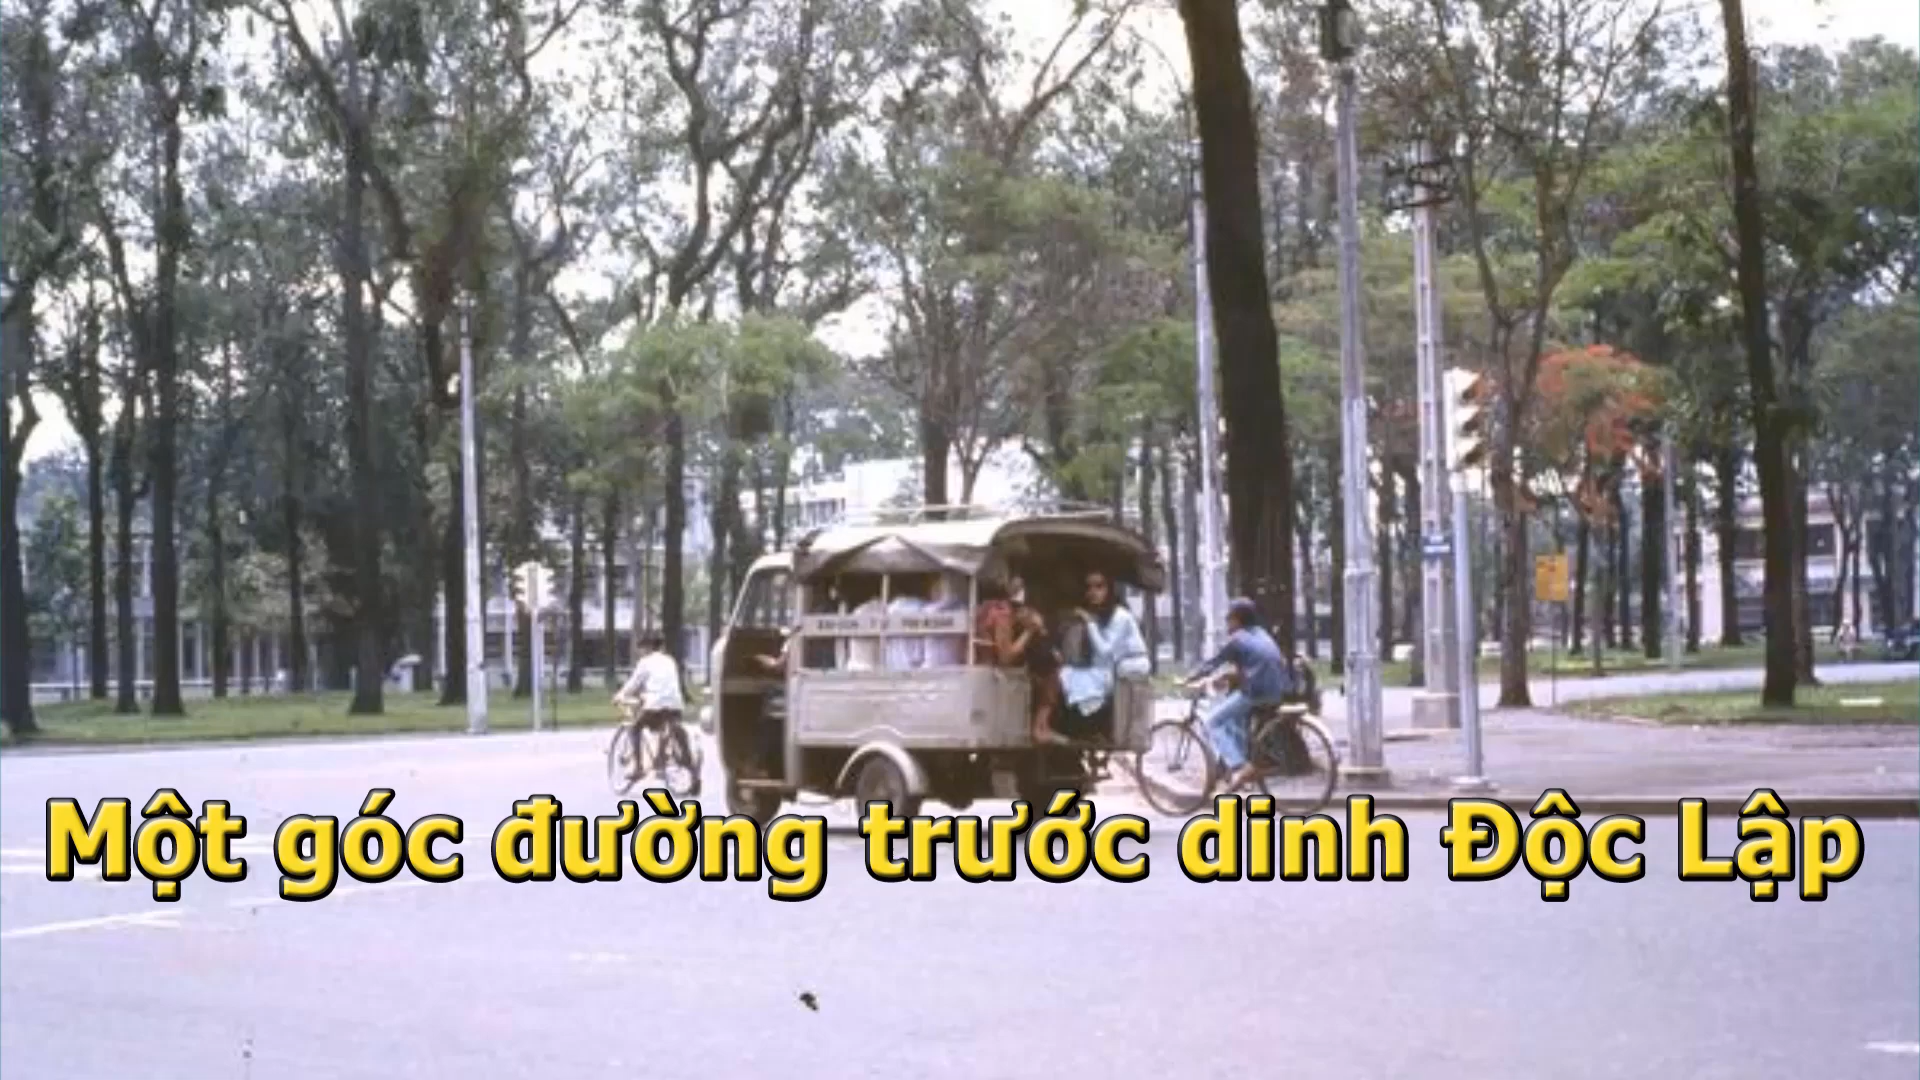 Một góc đường trước dinh Độc Lập